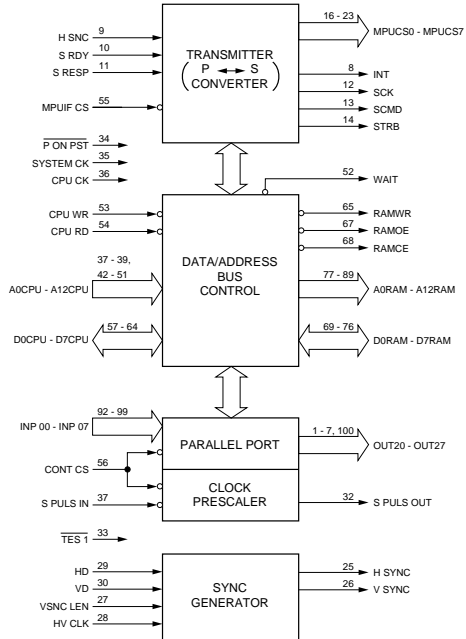 H SNC 9
S RDY 10
S RESP 11
MPUIF CS 55
TRANSMITTER
( P ◄─► S )
CONVERTER
16 - 23 MPUCS0 - MPUCS7
8 INT
12 SCK
13 SCMD
14 STRB
P ON PST 34
SYSTEM CK 35
CPU CK 36
52 WAIT
CPU WR 53
CPU RD 54
37 - 39,
A0CPU - A12CPU 42 - 51
D0CPU - D7CPU 57 - 64
DATA/ADDRESS
BUS
CONTROL
65 RAMWR
67 RAMOE
68 RAMCE
77 - 89 A0RAM - A12RAM
69 - 76 D0RAM - D7RAM
INP 00 - INP 07 92 - 99
CONT CS 56
S PULS IN 37
PARALLEL PORT
CLOCK
PRESCALER
1 - 7, 100 OUT20 - OUT27
32 S PULS OUT
TES 1 33
HD 29
VD 30
VSNC LEN 27
HV CLK 28
SYNC
GENERATOR
25 H SYNC
26 V SYNC